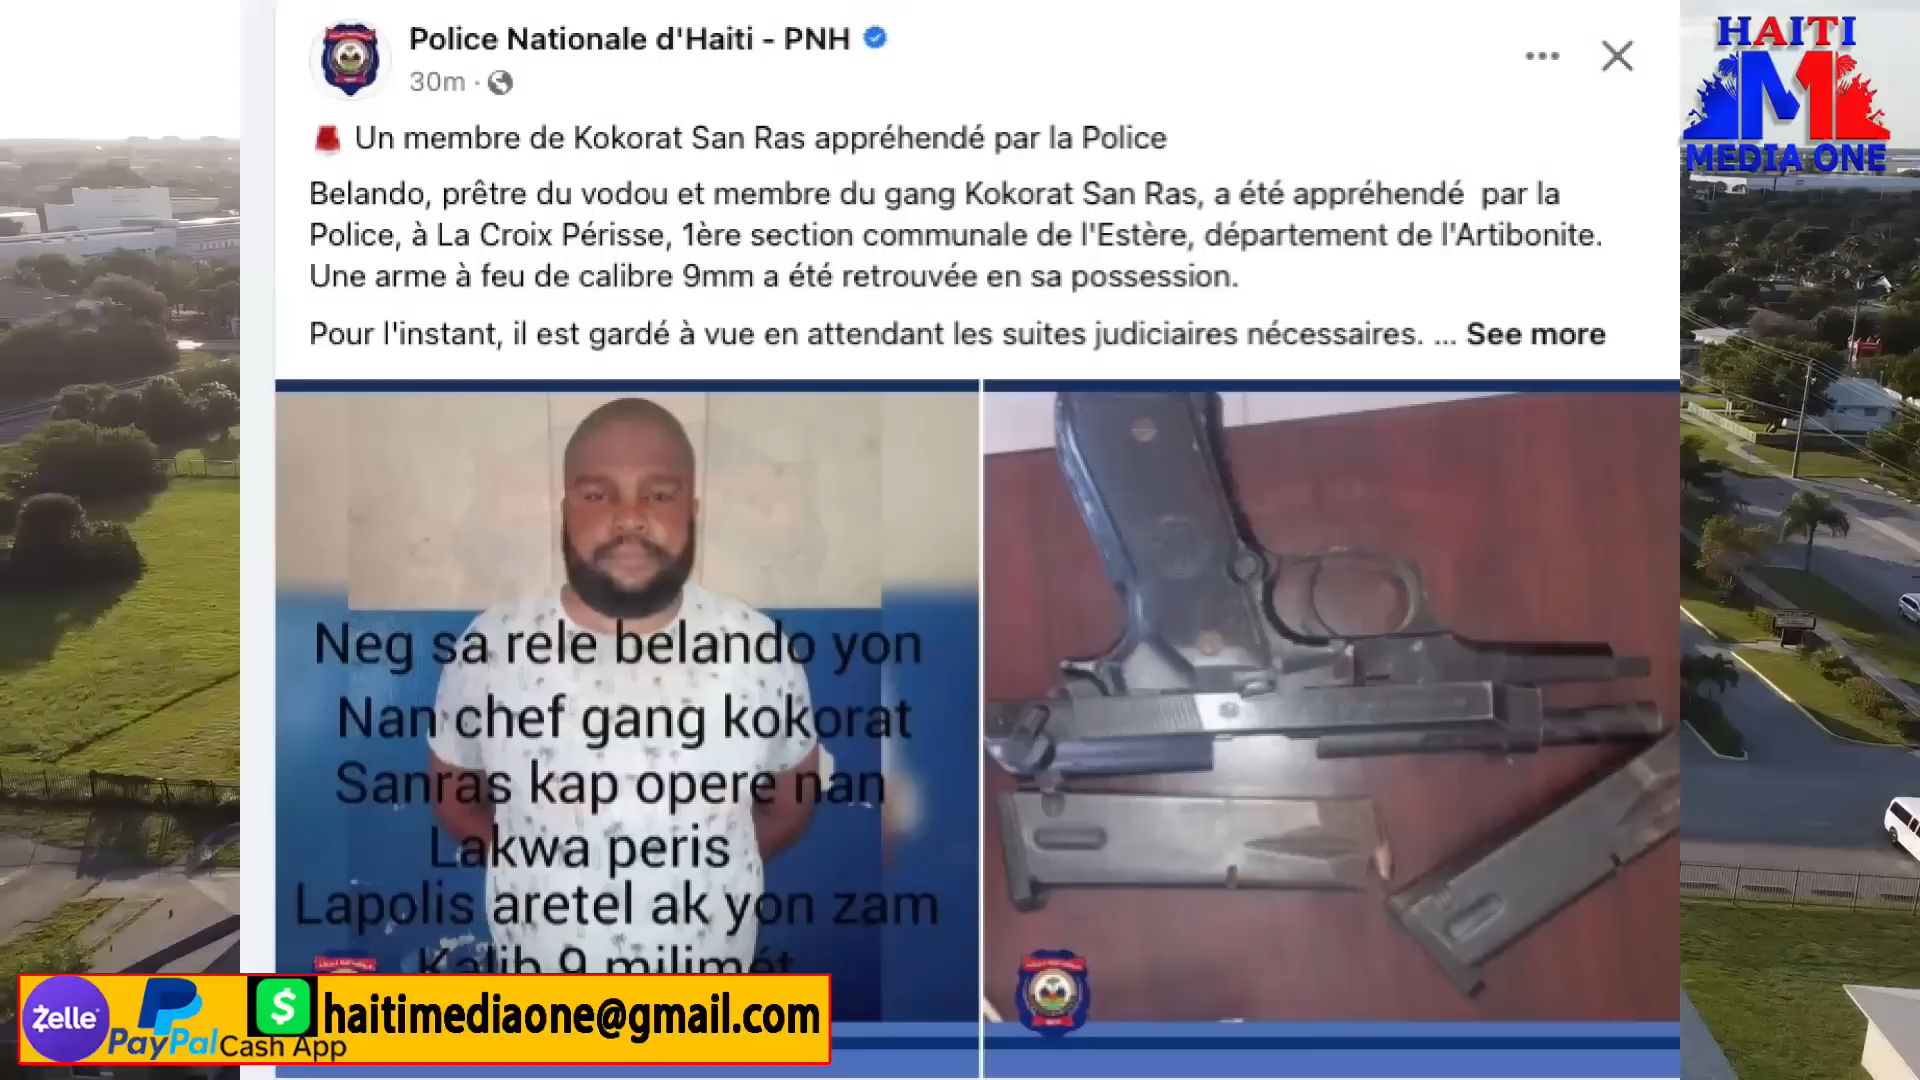 Police Nationale d'Haiti - PNH
30m ·
Un membre de Kokorat San Ras appréhendé par la Police
Belando, prêtre du vodou et membre du gang Kokorat San Ras, a été appréhendé par la
Police, à La Croix Périsse, 1ère section communale de l'Estère, département de l'Artibonite.
Une arme à feu de calibre 9mm a été retrouvée en sa possession.
Pour l'instant, il est gardé à vue en attendant les suites judiciaires nécessaires. ... See more
HAITI
M1
MEDIA ONE
Neg sa rele belando yon
Nan chef gang kokorat
Sanras kap opere nan
Lakwa peris
Lapolis aretel ak yon zam
Kalib 9 milimét
Zelle
PayPal
$
Cash App
haitimediaone@gmail.com